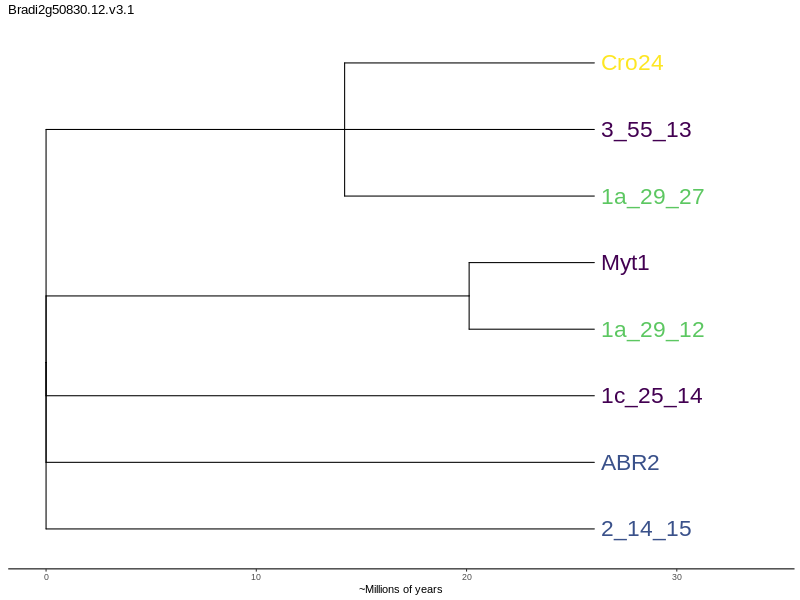 Bradi2g50830.12.v3.1
Cro24
3_55_13
1a_29_27
Myt1
1a_29_12
1c_25_14
ABR2
2_14_15
0 10 20 30
~Millions of years